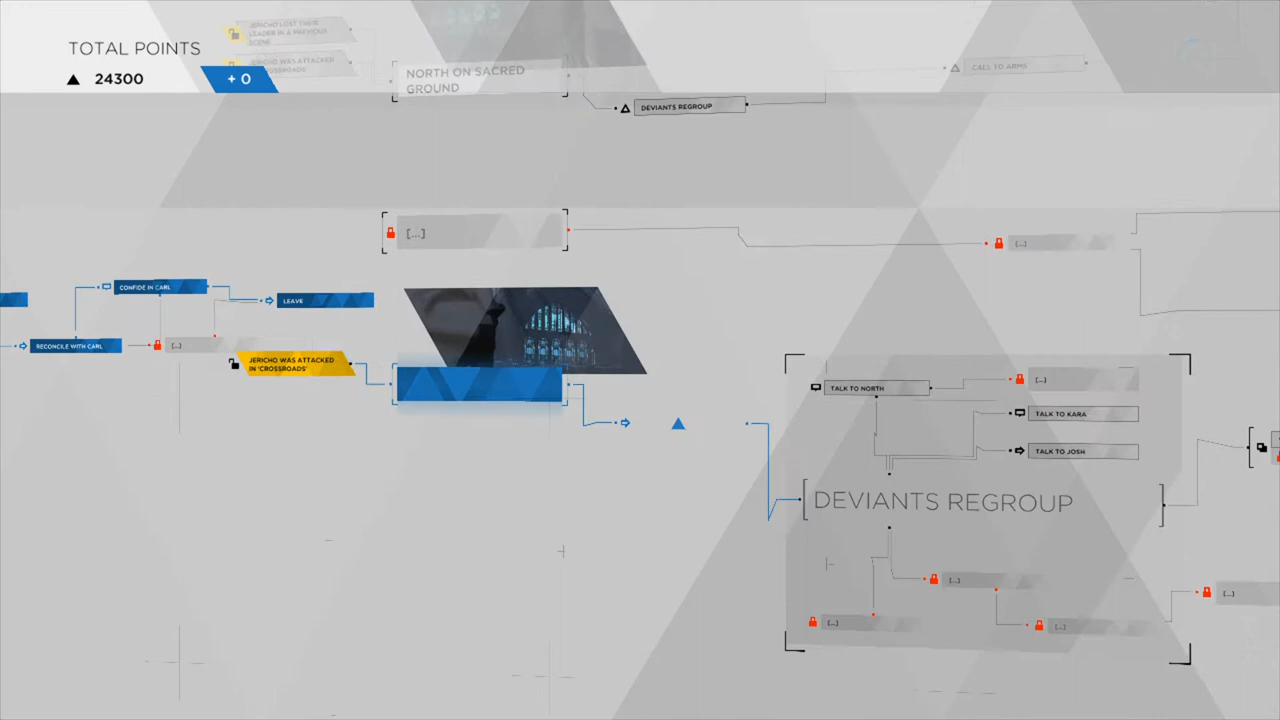 JERICHO LOST THEIR
LEADER IN A PREVIOUS
SCENE
TOTAL POINTS
24300
+ 0
JERICHO WAS ATTACKED
NORTH ON SACRED
GROUND
CALL TO ARMS
DEVIANTS REGROUP
[...]
[...]
CONFIDE IN CARL
LEAVE
RECONCILE WITH CARL
[...]
JERICHO WAS ATTACKED
IN 'CROSSROADS'
TALK TO NORTH
[...]
TALK TO KARA
TALK TO JOSH
DEVIANTS REGROUP
[...]
[...]
[...]
[...]